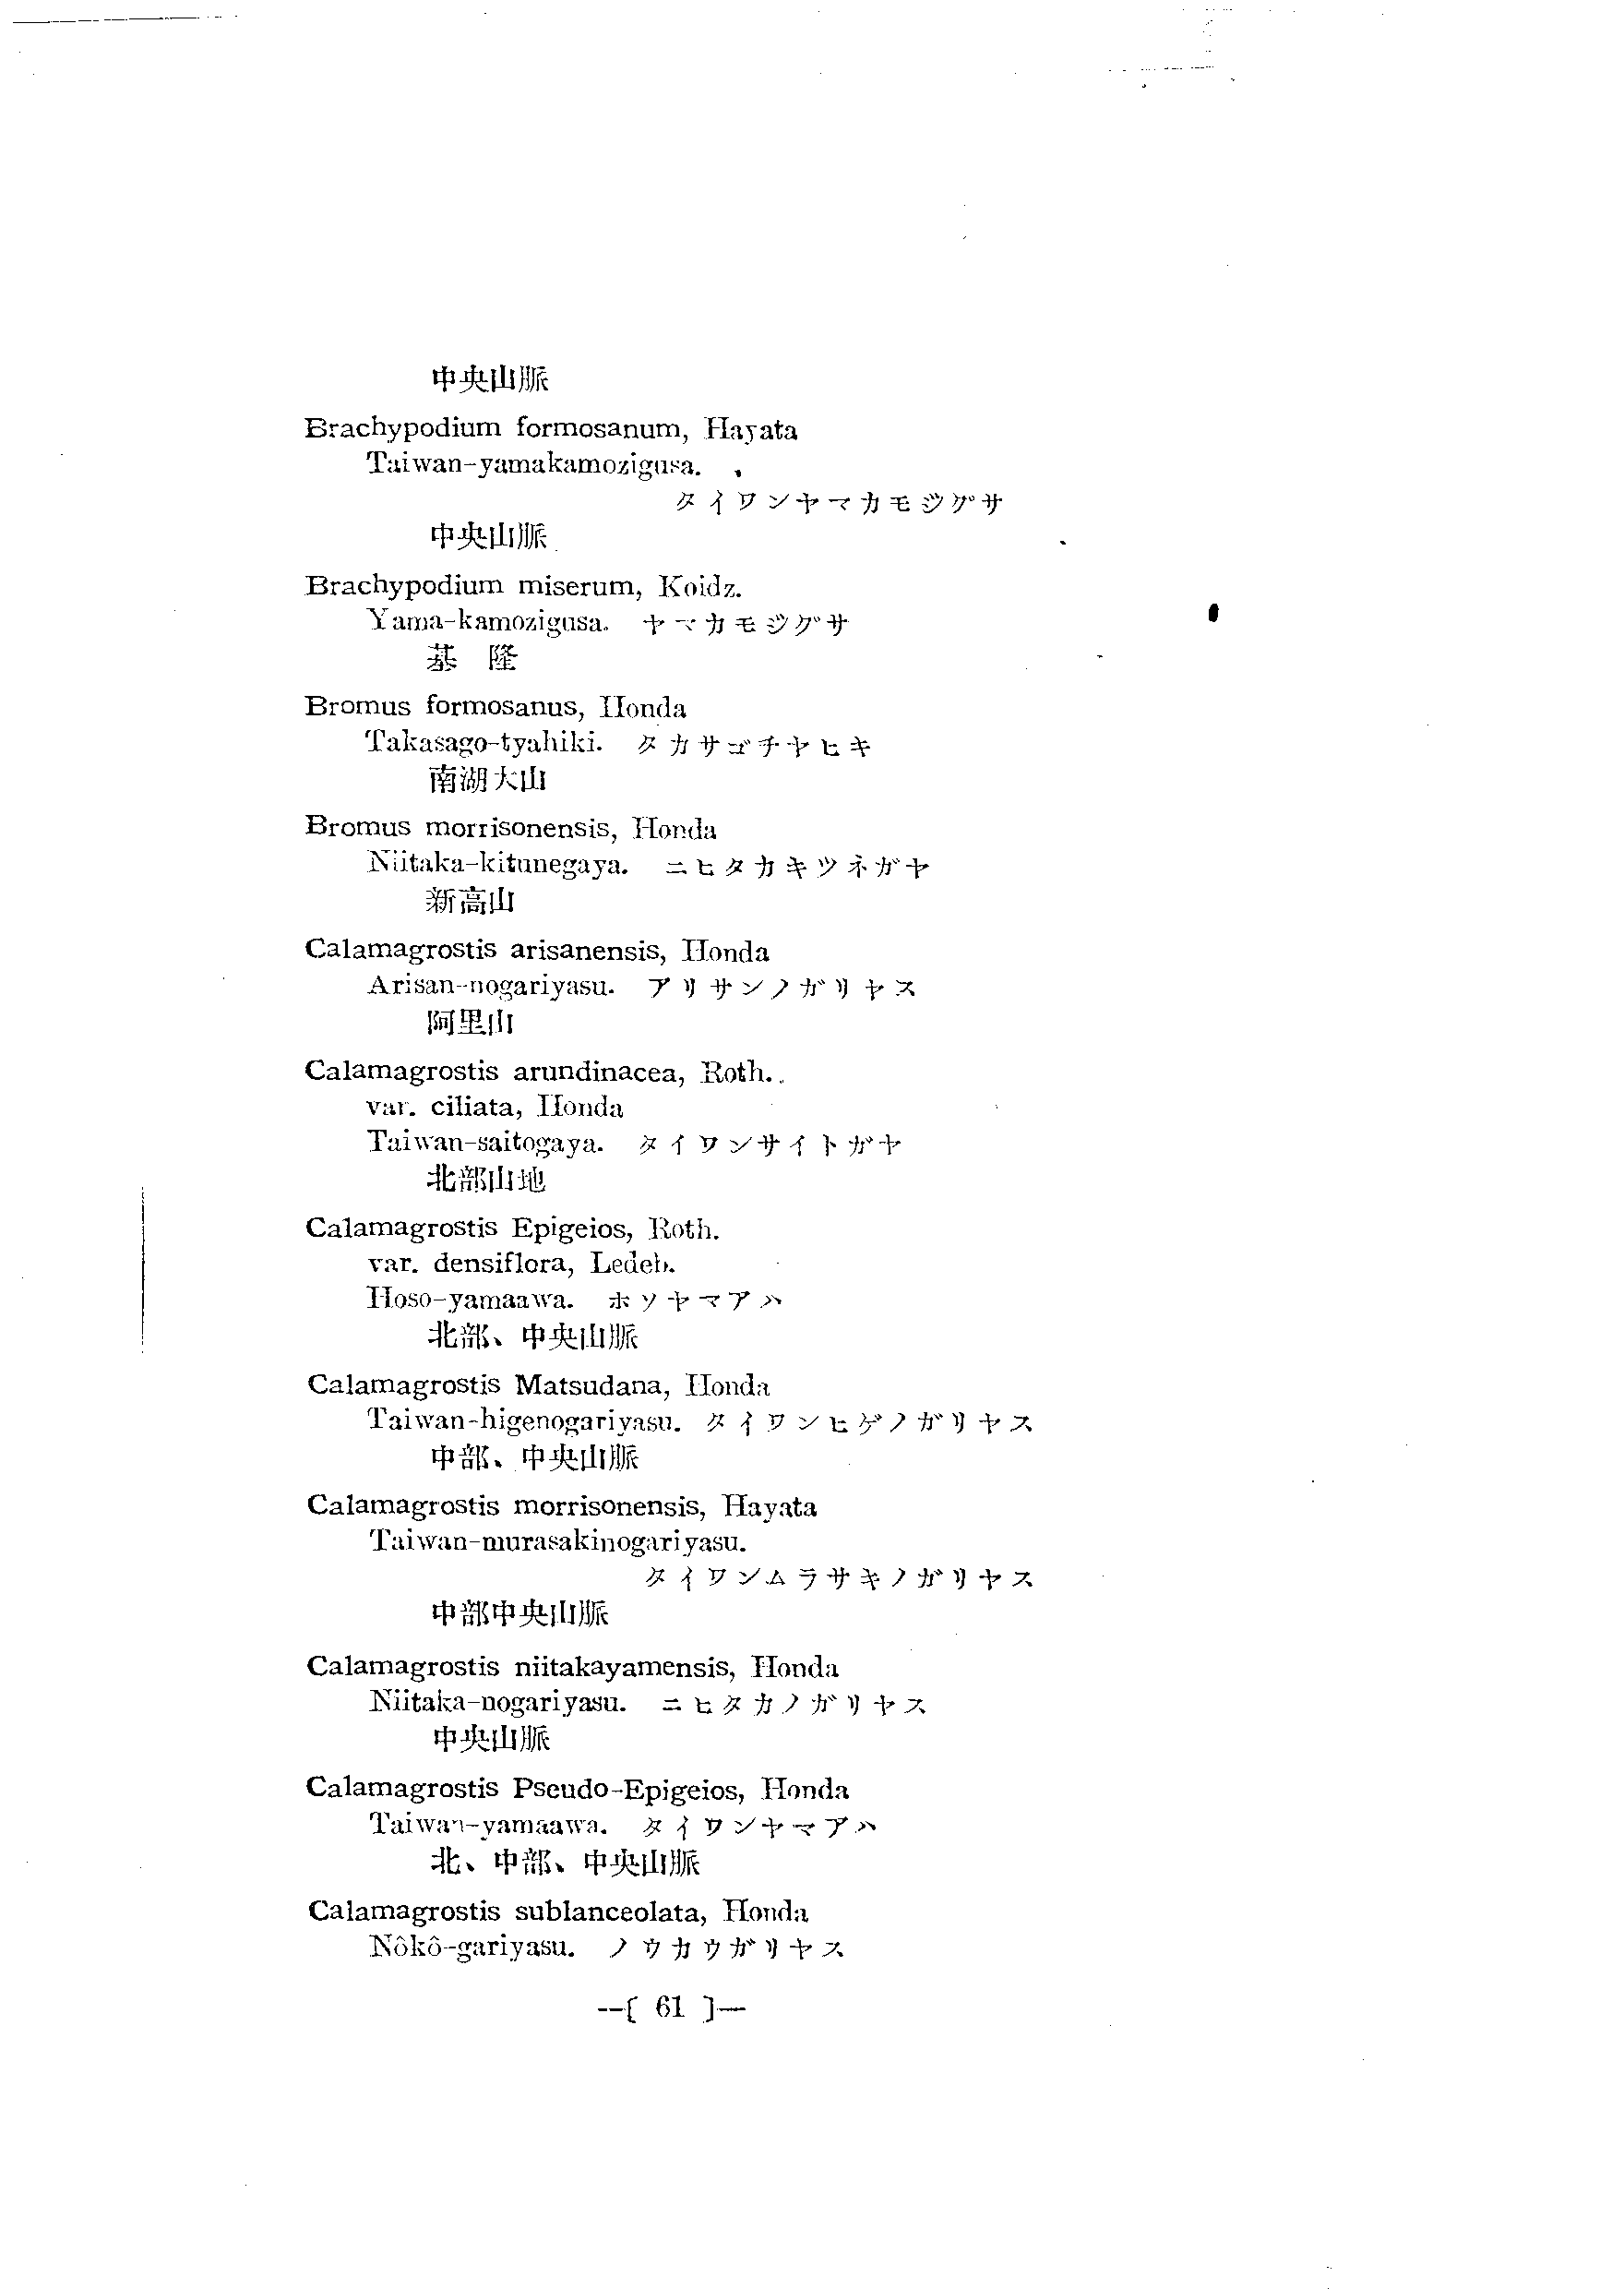 中央山脈
Brachypodium formosanum, Hayata
Taiwan-yamakamozigusa.
タイワンヤマカモジグサ
中央山脈
Brachypodium miserum, Koidz.
Yama-kamozigusa. ヤマカモジグサ
基 隆
Bromus formosanus, Honda
Takasago-tyahiki. タカサゴチヤヒキ
南湖大山
Bromus morrisonensis, Honda
Niitaka-kitunegaya. ニヒタカキツネガヤ
新高山
Calamagrostis arisanensis, Honda
Arisan-nogariyasu. アリサンノガリヤス
阿里山
Calamagrostis arundinacea, Roth.
var. ciliata, Honda
Taiwan-saitogaya. タイワンサイトガヤ
北部山地
Calamagrostis Epigeios, Roth.
var. densiflora, Ledeb.
Hoso-yamaawa. ホソヤマアハ
北部、中央山脈
Calamagrostis Matsudana, Honda
Taiwan-higenogariyasu. タイワンヒゲノガリヤス
中部、中央山脈
Calamagrostis morrisonensis, Hayata
Taiwan-murasakinogariyasu.
タイワンムラサキノガリヤス
中部中央山脈
Calamagrostis niitakayamensis, Honda
Niitaka-nogariyasu. ニヒタカノガリヤス
中央山脈
Calamagrostis Pseudo-Epigeios, Honda
Taiwan-yamaawa. タイワンヤマアハ
北、中部、中央山脈
Calamagrostis sublanceolata, Honda
Nôkô-gariyasu. ノウカウガリヤス
—[ 61 ]—